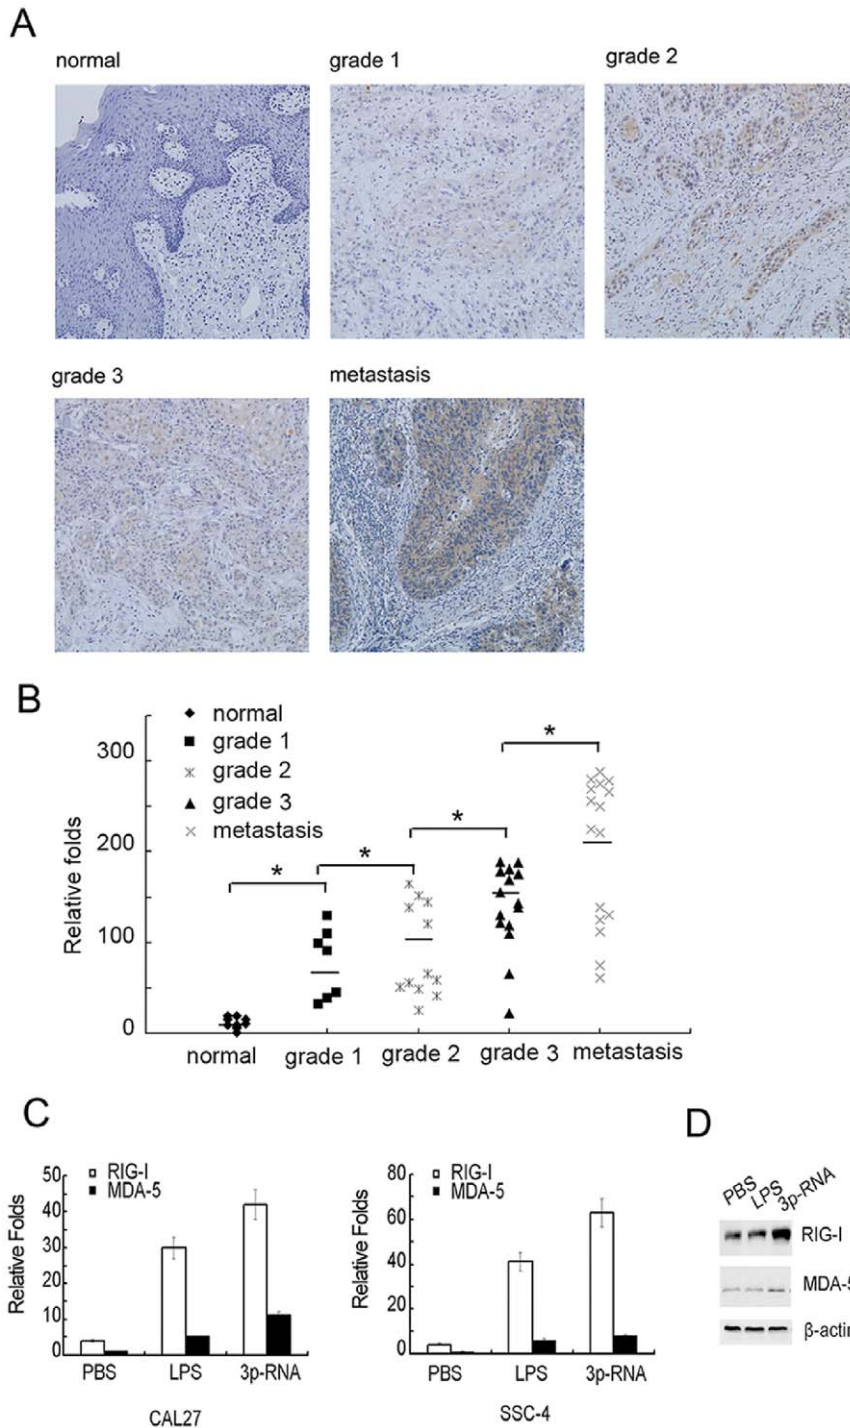 A
normal
grade 1
grade 2
grade 3
metastasis
B
Relative folds
300
200
100
0
normal
grade 1
grade 2
grade 3
metastasis
*
*
*
*
normal
grade 1
grade 2
grade 3
metastasis
C
Relative Folds
50
40
30
20
10
0
RIG-I
MDA-5
PBS
LPS
3p-RNA
CAL27
Relative Folds
80
60
40
20
0
RIG-I
MDA-5
PBS
LPS
3p-RNA
SSC-4
D
PBS
LPS
3p-RNA
RIG-I
MDA-5
β-actin